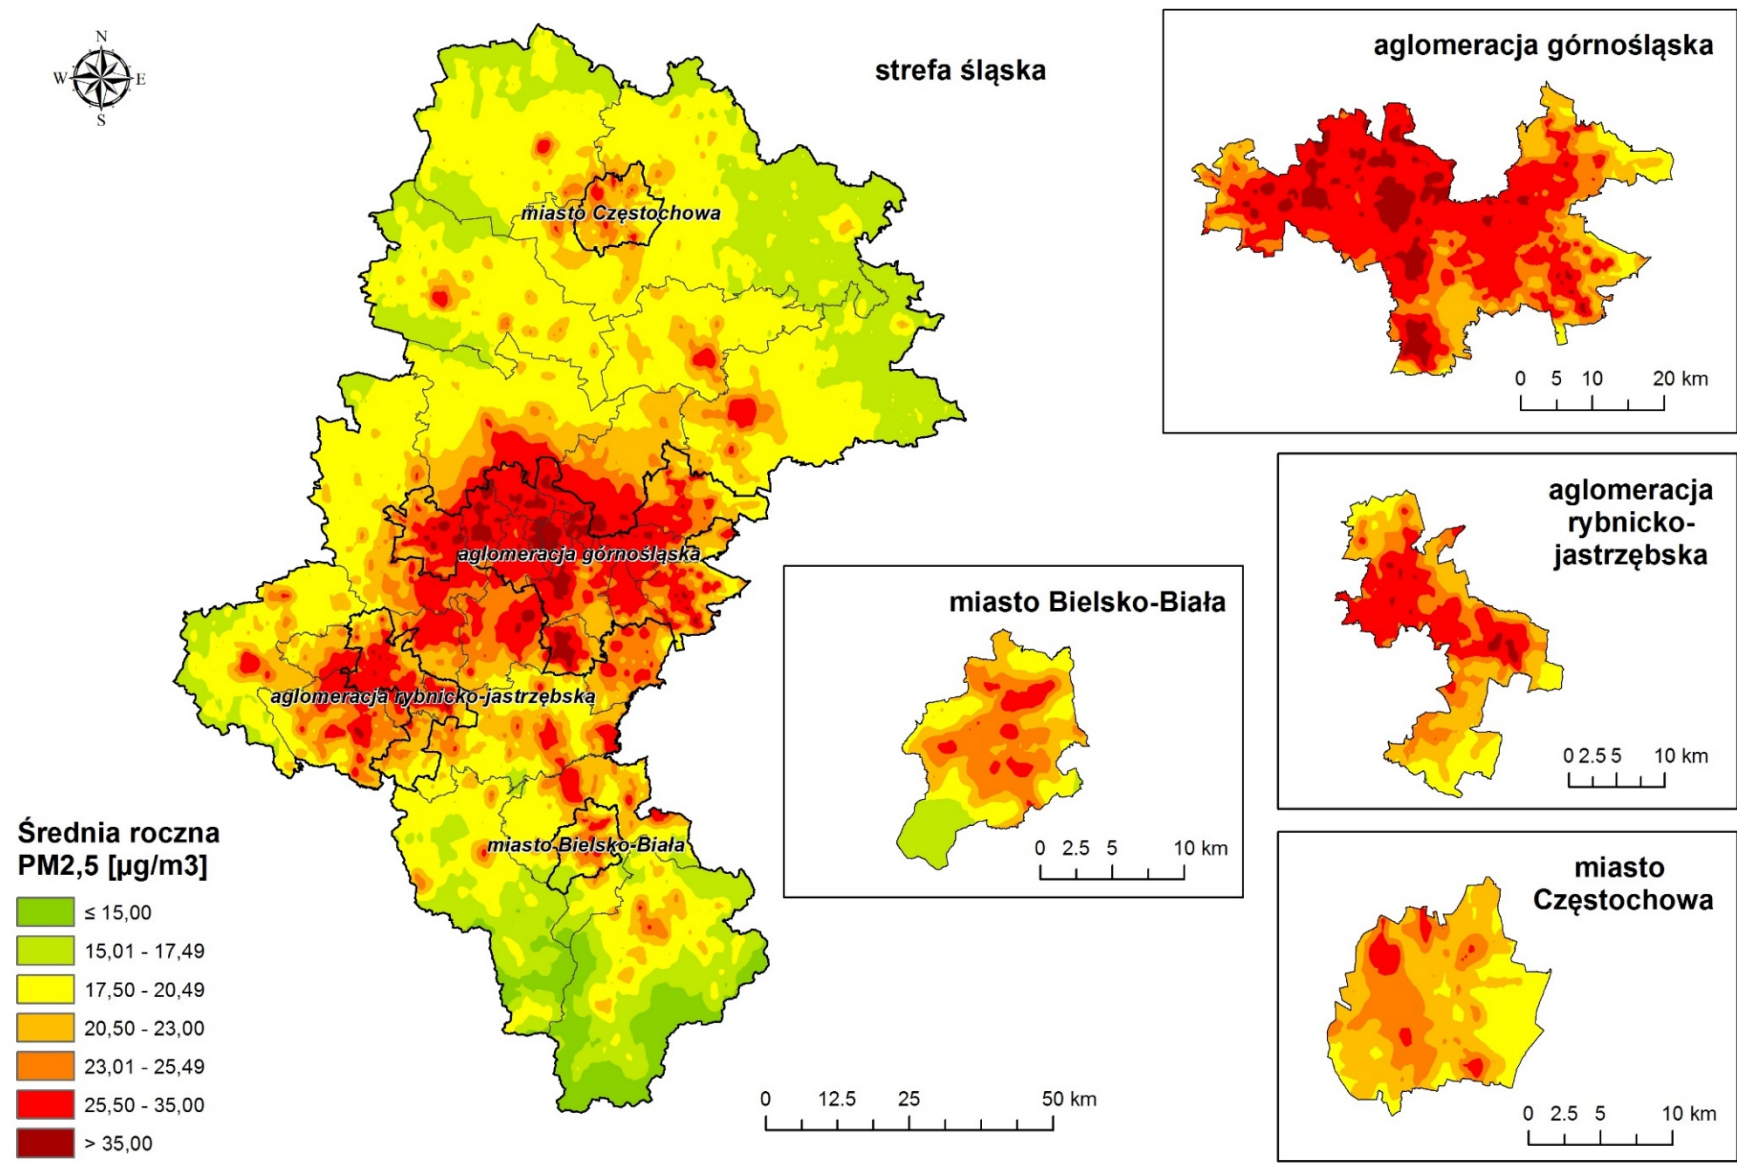 N
W
E
S
strefa śląska
miasto Częstochowa
aglomeracja górnośląska
aglomeracja rybnicko-jastrzębska
miasto Bielsko-Biała
Średnia roczna
PM2,5 [µg/m3]
≤ 15,00
15,01 - 17,49
17,50 - 20,49
20,50 - 23,00
23,01 - 25,49
25,50 - 35,00
> 35,00
0 12.5 25 50 km
aglomeracja górnośląska
0 5 10 20 km
aglomeracja
rybnicko-
jastrzębska
0 2.5 5 10 km
miasto Bielsko-Biała
0 2.5 5 10 km
miasto
Częstochowa
0 2.5 5 10 km